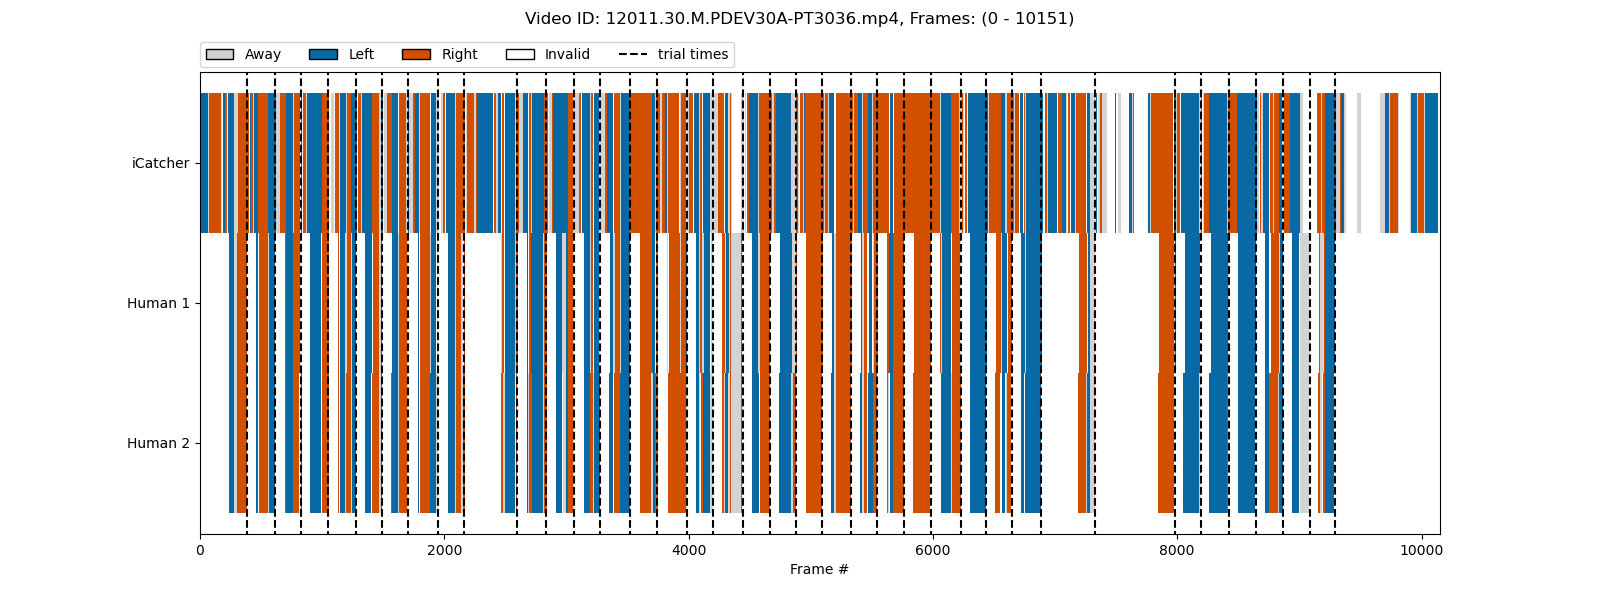 Video ID: 12011.30.M.PDEV30A-PT3036.mp4, Frames: (0 - 10151)
Away Left Right Invalid trial times
iCatcher
Human 1
Human 2
0 2000 4000 6000 8000 10000
Frame #